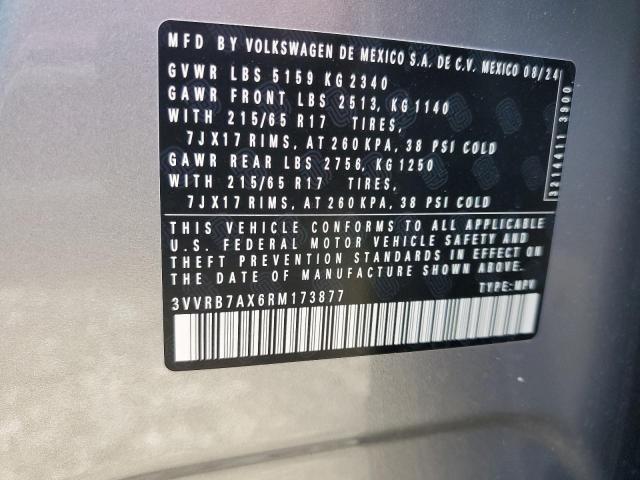 MFD BY VOLKSWAGEN DE MEXICO S.A. DE C.V. MEXICO 08/24
GVWR LBS 5159 KG 2340
GAWR FRONT LBS 2513, KG 1140
WITH 215/65 R17 TIRES,
7JX17 RIMS, AT 260 KPA, 38 PSI COLD
GAWR REAR LBS 2756, KG 1250
WITH 215/65 R17 TIRES,
7JX17 RIMS, AT 260 KPA, 38 PSI COLD
3214411 3900
THIS VEHICLE CONFORMS TO ALL APPLICABLE
U.S. FEDERAL MOTOR VEHICLE SAFETY AND
THEFT PREVENTION STANDARDS IN EFFECT ON
THE DATE OF MANUFACTURE SHOWN ABOVE
3VVRB7AX6RM173877 TYPE: MPV